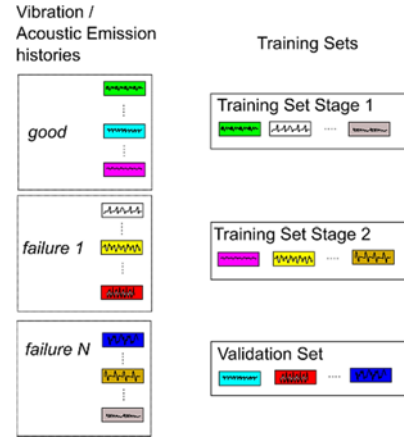 Vibration /
Acoustic Emission
histories
good
failure 1
failure N
Training Sets
Training Set Stage 1
Training Set Stage 2
Validation Set